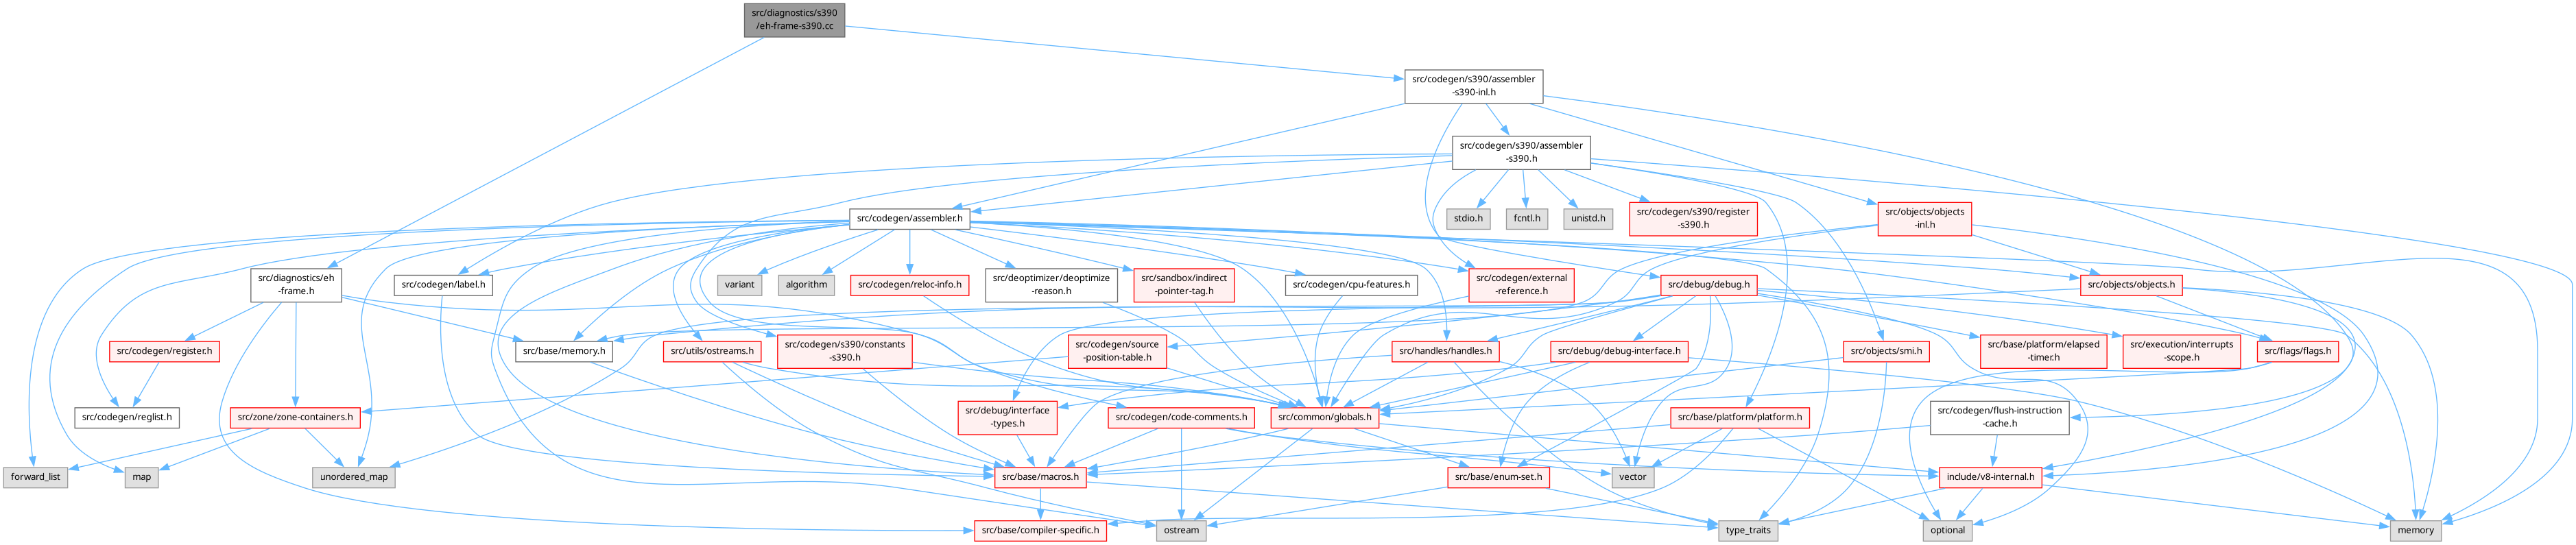 src/diagnostics/s390
/eh-frame-s390.cc
src/codegen/s390/assembler
-s390-inl.h
src/codegen/s390/assembler
-s390.h
src/codegen/assembler.h
stdio.h
fcntl.h
unistd.h
src/codegen/s390/register
-s390.h
src/objects/objects
-inl.h
src/diagnostics/eh
-frame.h
src/codegen/label.h
variant
algorithm
src/codegen/reloc-info.h
src/deoptimizer/deoptimize
-reason.h
src/sandbox/indirect
-pointer-tag.h
src/codegen/cpu-features.h
src/codegen/external
-reference.h
src/debug/debug.h
src/objects/objects.h
src/codegen/register.h
src/base/memory.h
src/utils/ostreams.h
src/codegen/s390/constants
-s390.h
src/codegen/source
-position-table.h
src/handles/handles.h
src/debug/debug-interface.h
src/objects/smi.h
src/base/platform/elapsed
-timer.h
src/execution/interrupts
-scope.h
src/flags/flags.h
src/codegen/reglist.h
src/zone/zone-containers.h
src/debug/interface
-types.h
src/codegen/code-comments.h
src/common/globals.h
src/base/platform/platform.h
src/codegen/flush-instruction
-cache.h
forward_list
map
unordered_map
src/base/macros.h
src/base/enum-set.h
vector
include/v8-internal.h
src/base/compiler-specific.h
ostream
type_traits
optional
memory